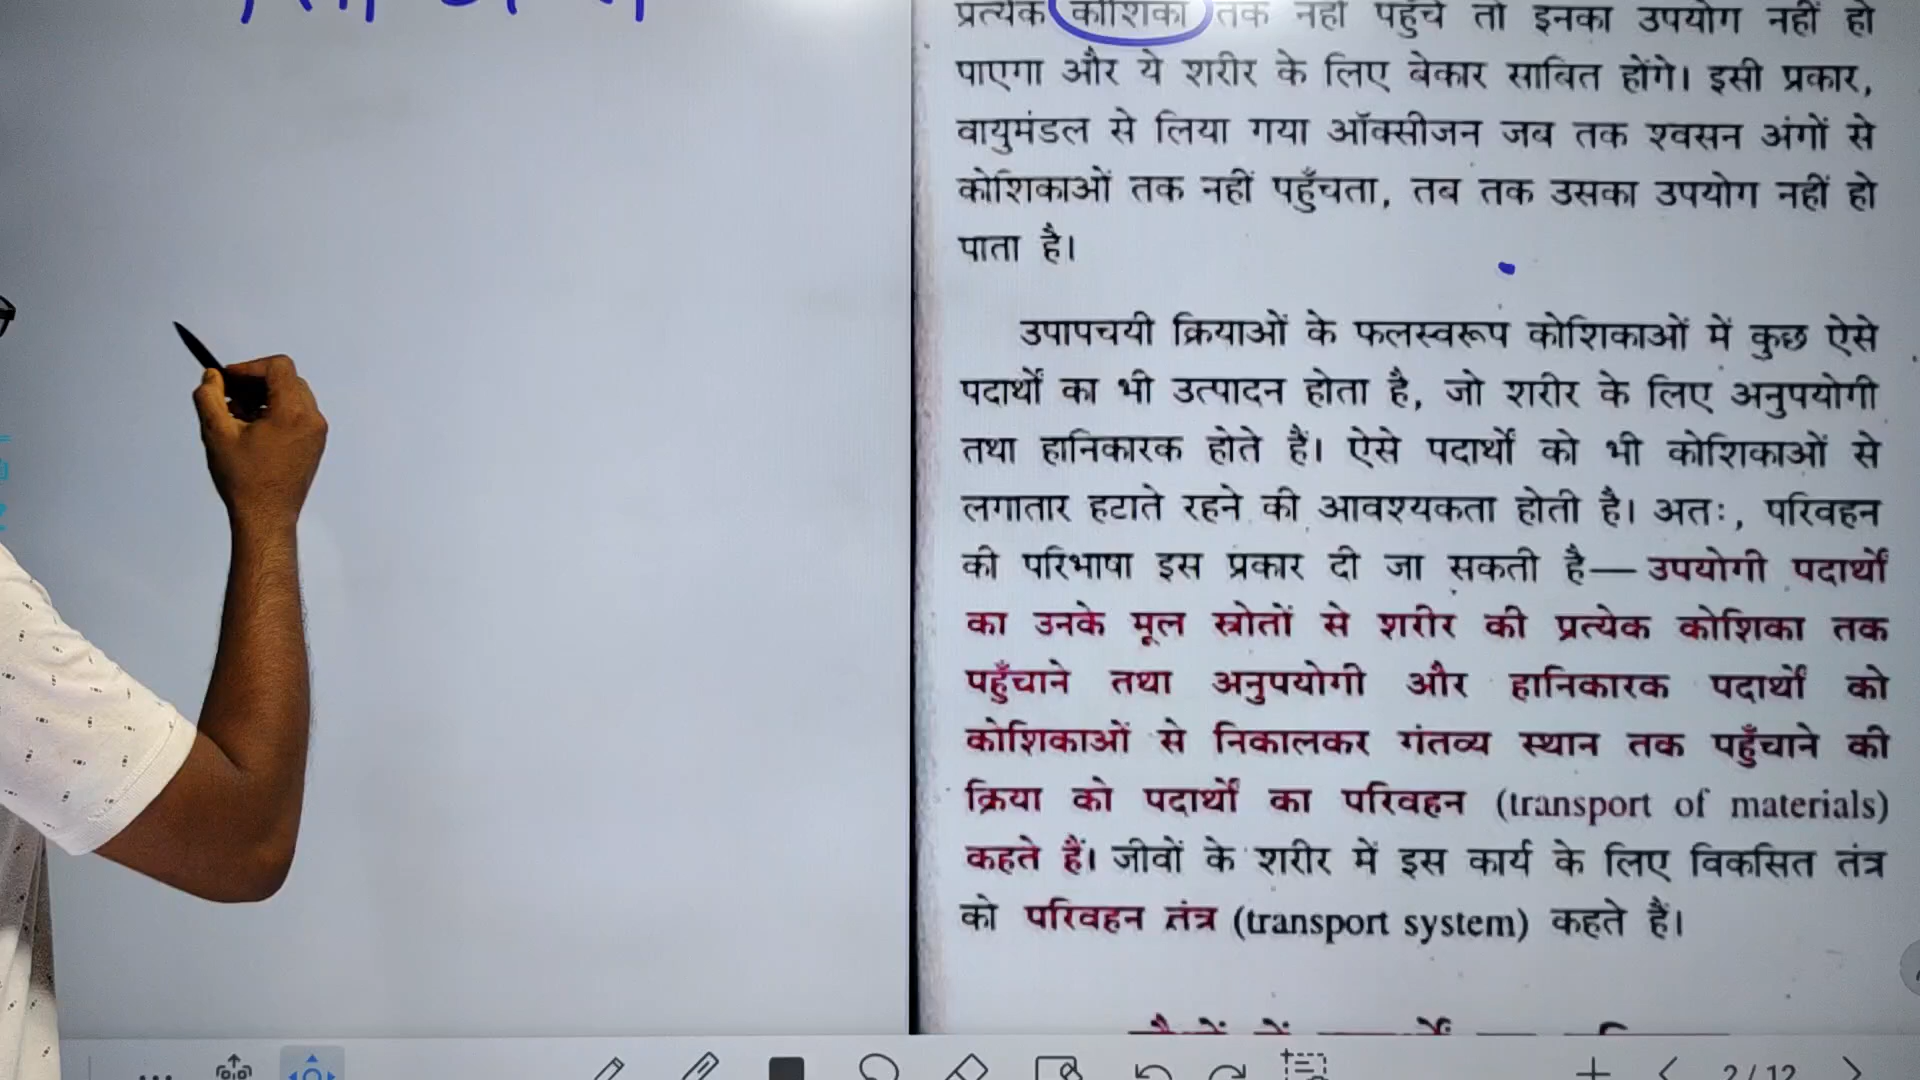 प्रत्येक कोशिका तक नहीं पहुँचे तो इनका उपयोग नहीं हो
पाएगा और ये शरीर के लिए बेकार साबित होंगे। इसी प्रकार,
वायुमंडल से लिया गया ऑक्सीजन जब तक श्वसन अंगों से
कोशिकाओं तक नहीं पहुँचता, तब तक उसका उपयोग नहीं हो
पाता है।
उपापचयी क्रियाओं के फलस्वरूप कोशिकाओं में कुछ ऐसे
पदार्थों का भी उत्पादन होता है, जो शरीर के लिए अनुपयोगी
तथा हानिकारक होते हैं। ऐसे पदार्थों को भी कोशिकाओं से
लगातार हटाते रहने की आवश्यकता होती है। अतः, परिवहन
की परिभाषा इस प्रकार दी जा सकती है— उपयोगी पदार्थों
का उनके मूल स्रोतों से शरीर की प्रत्येक कोशिका तक
पहुँचाने तथा अनुपयोगी और हानिकारक पदार्थों को
कोशिकाओं से निकालकर गंतव्य स्थान तक पहुँचाने की
क्रिया को पदार्थों का परिवहन (transport of materials)
कहते हैं। जीवों के शरीर में इस कार्य के लिए विकसित तंत्र
को परिवहन तंत्र (transport system) कहते हैं।
2/12